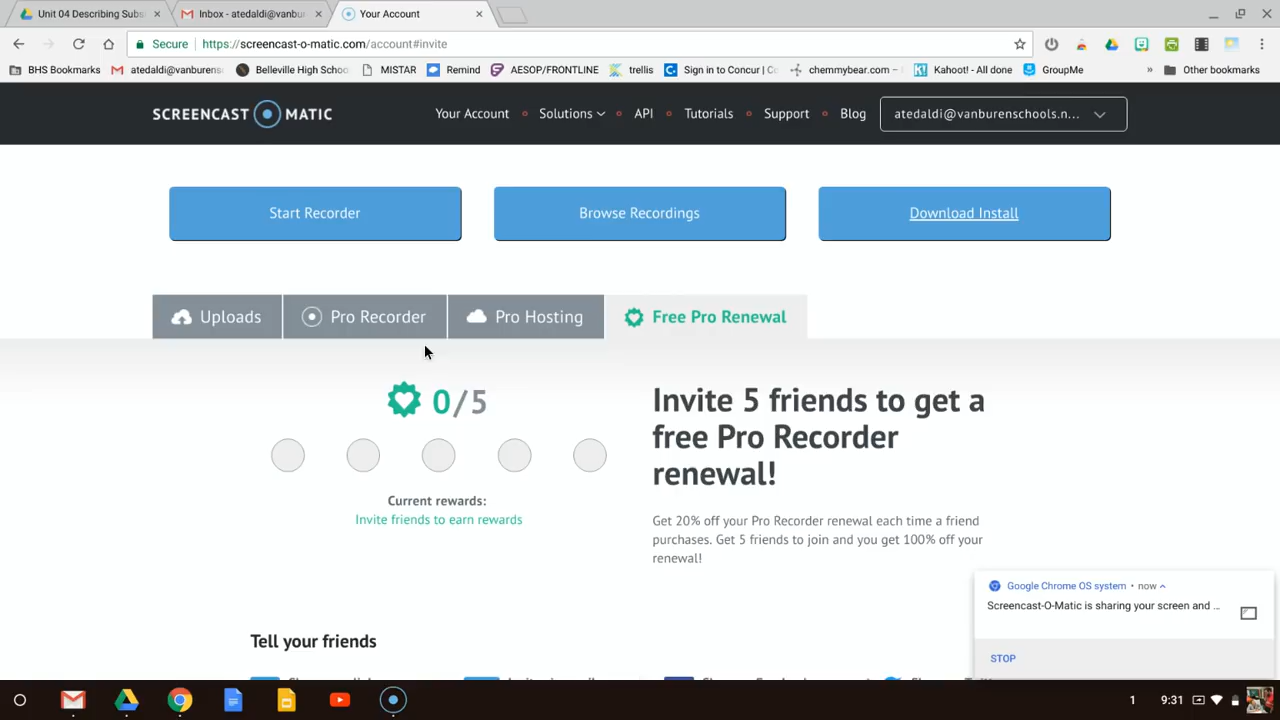 Unit 04 Describing Subs
Inbox - atedaldi@vanbur
Your Account
Secure
https://screencast-o-matic.com/account#invite
BHS Bookmarks
atedaldi@vanburens
Belleville High Schoo
MISTAR
Remind
AESOP/FRONTLINE
trellis
Sign in to Concur | C
chemmybear.com –
Kahoot! - All done
GroupMe
»
Other bookmarks
SCREENCAST MATIC
Your Account
Solutions
API
Tutorials
Support
Blog
atedaldi@vanburenschools.n...
Start Recorder
Browse Recordings
Download Install
Uploads
Pro Recorder
Pro Hosting
Free Pro Renewal
0/5
Current rewards:
Invite friends to earn rewards
Invite 5 friends to get a
free Pro Recorder
renewal!
Get 20% off your Pro Recorder renewal each time a friend
purchases. Get 5 friends to join and you get 100% off your
renewal!
Google Chrome OS system • now
Screencast-O-Matic is sharing your screen and ...
STOP
Tell your friends
1
9:31